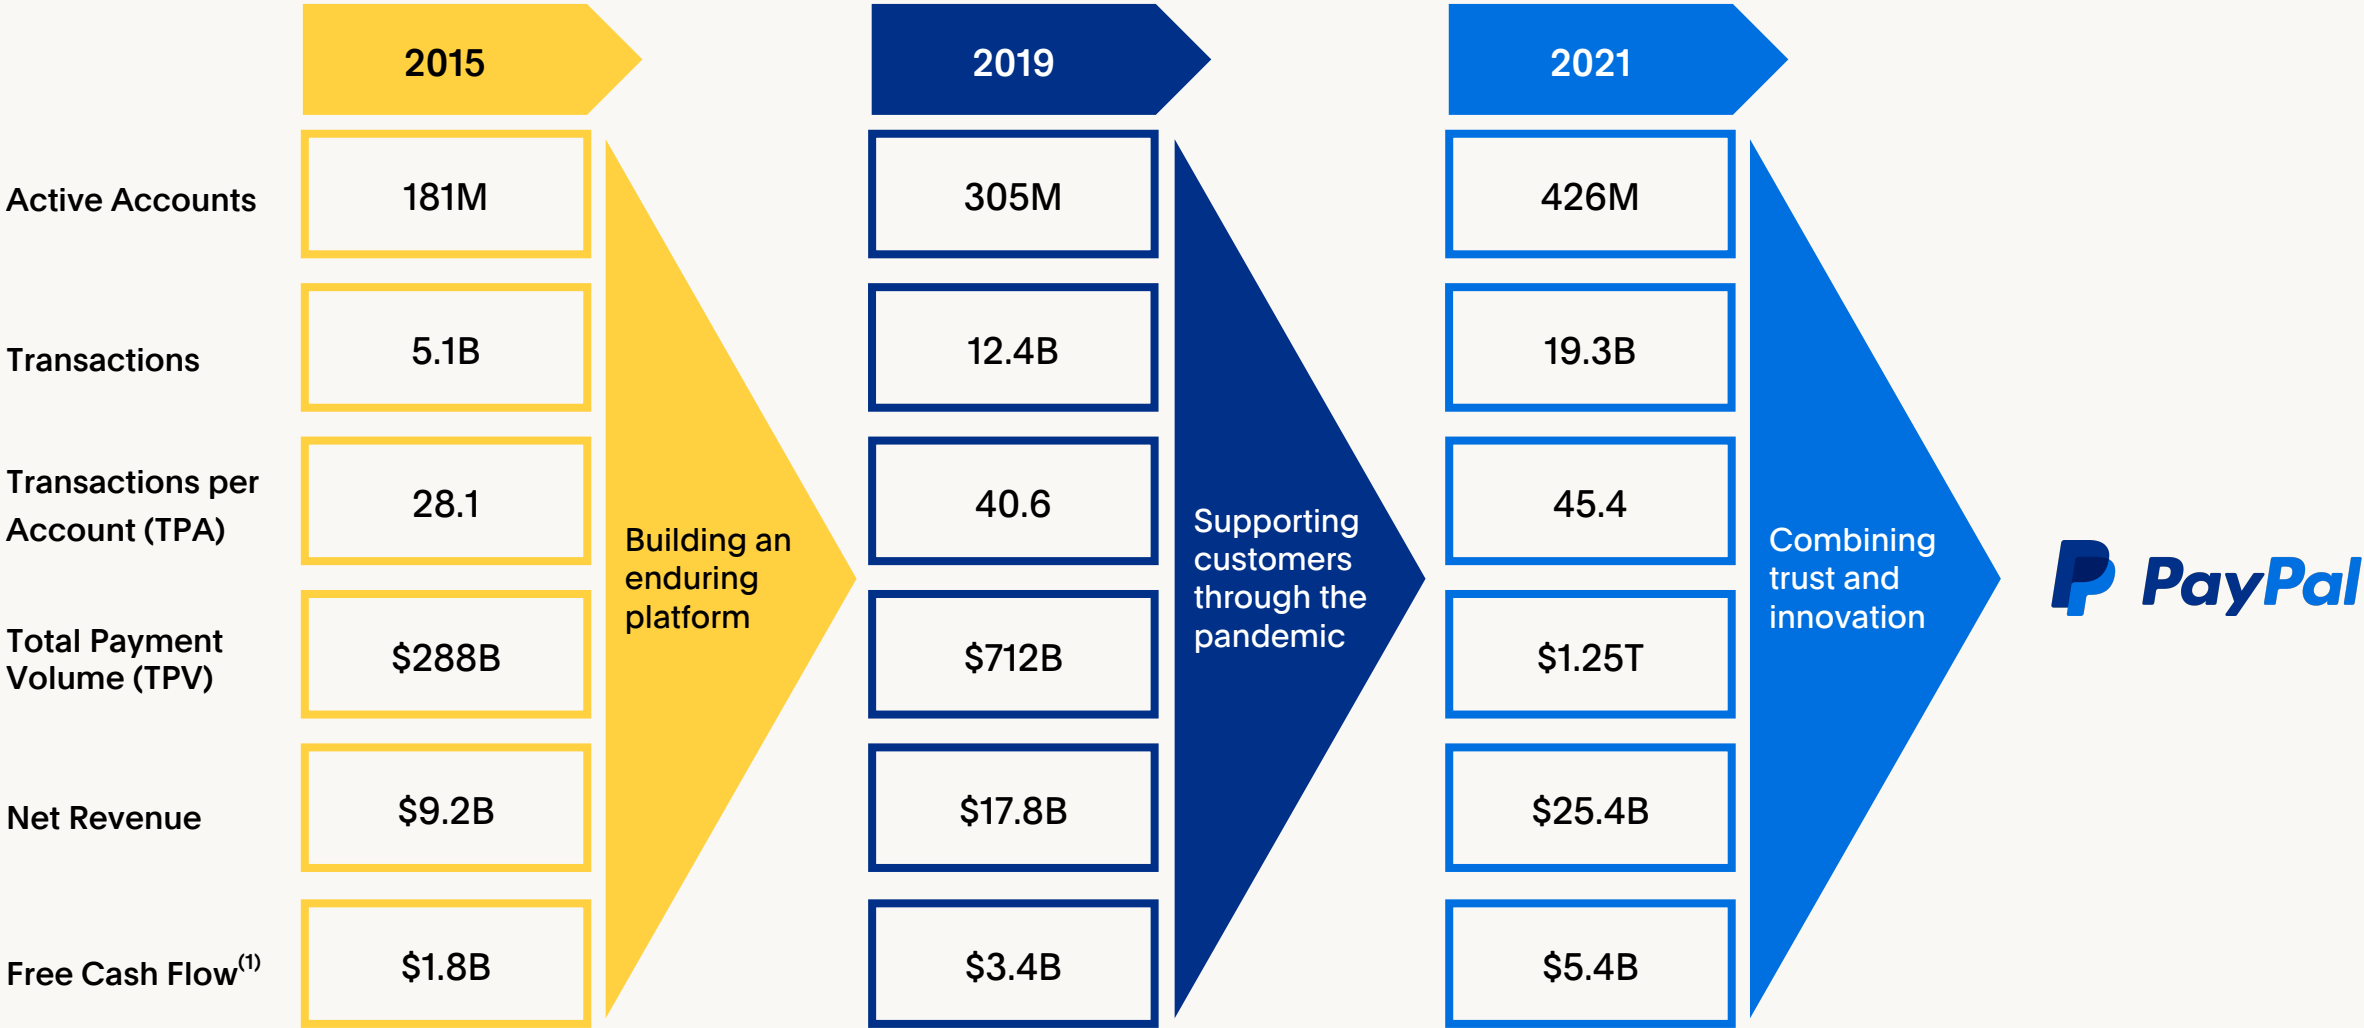 2015
2019
2021
Active Accounts
181M
305M
426M
Transactions
5.1B
12.4B
19.3B
Transactions per
Account (TPA)
28.1
40.6
45.4
Building an
enduring
platform
Supporting
customers
through the
pandemic
Combining
trust and
innovation
PayPal
Total Payment
Volume (TPV)
$288B
$712B
$1.25T
Net Revenue
$9.2B
$17.8B
$25.4B
Free Cash Flow(1)
$1.8B
$3.4B
$5.4B